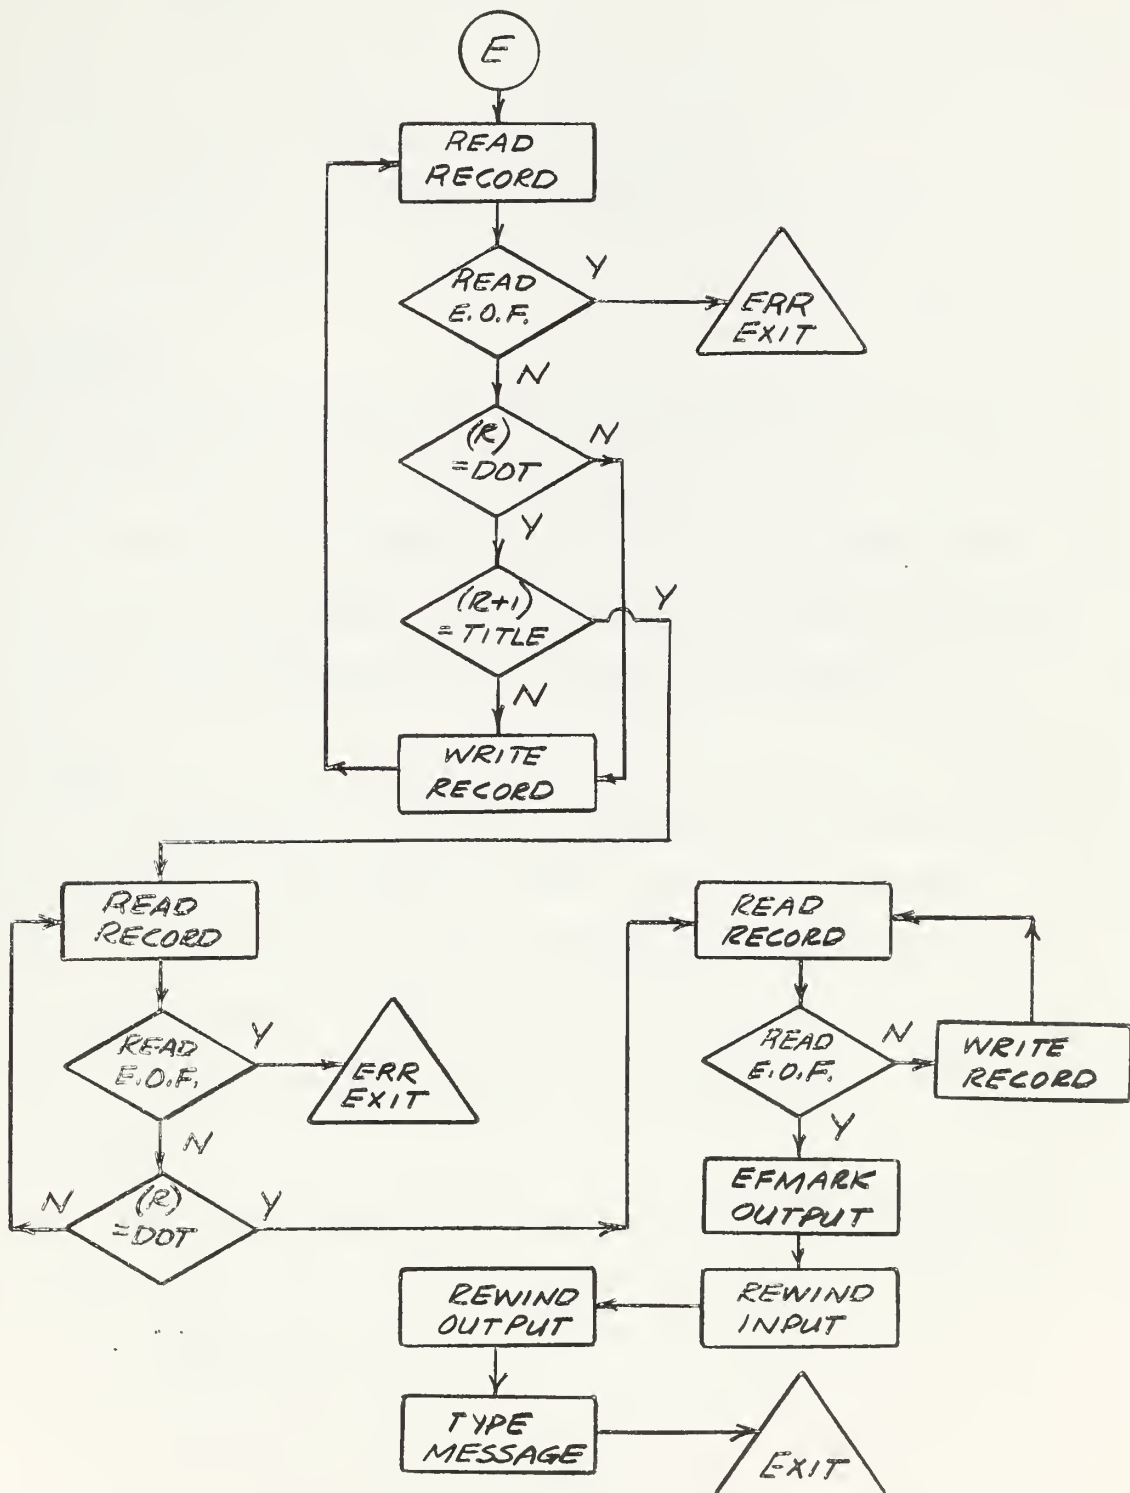 E
READ
RECORD
READ
E.O.F.
Y
ERR
EXIT
N
(R)
=DOT
N
Y
(R+1)
=TITLE
Y
N
WRITE
RECORD
READ
RECORD
READ
E.O.F.
Y
ERR
EXIT
N
(R)
=DOT
N
Y
READ
RECORD
READ
E.O.F.
N
WRITE
RECORD
Y
EFMARK
OUTPUT
REWIND
INPUT
REWIND
OUTPUT
TYPE
MESSAGE
EXIT